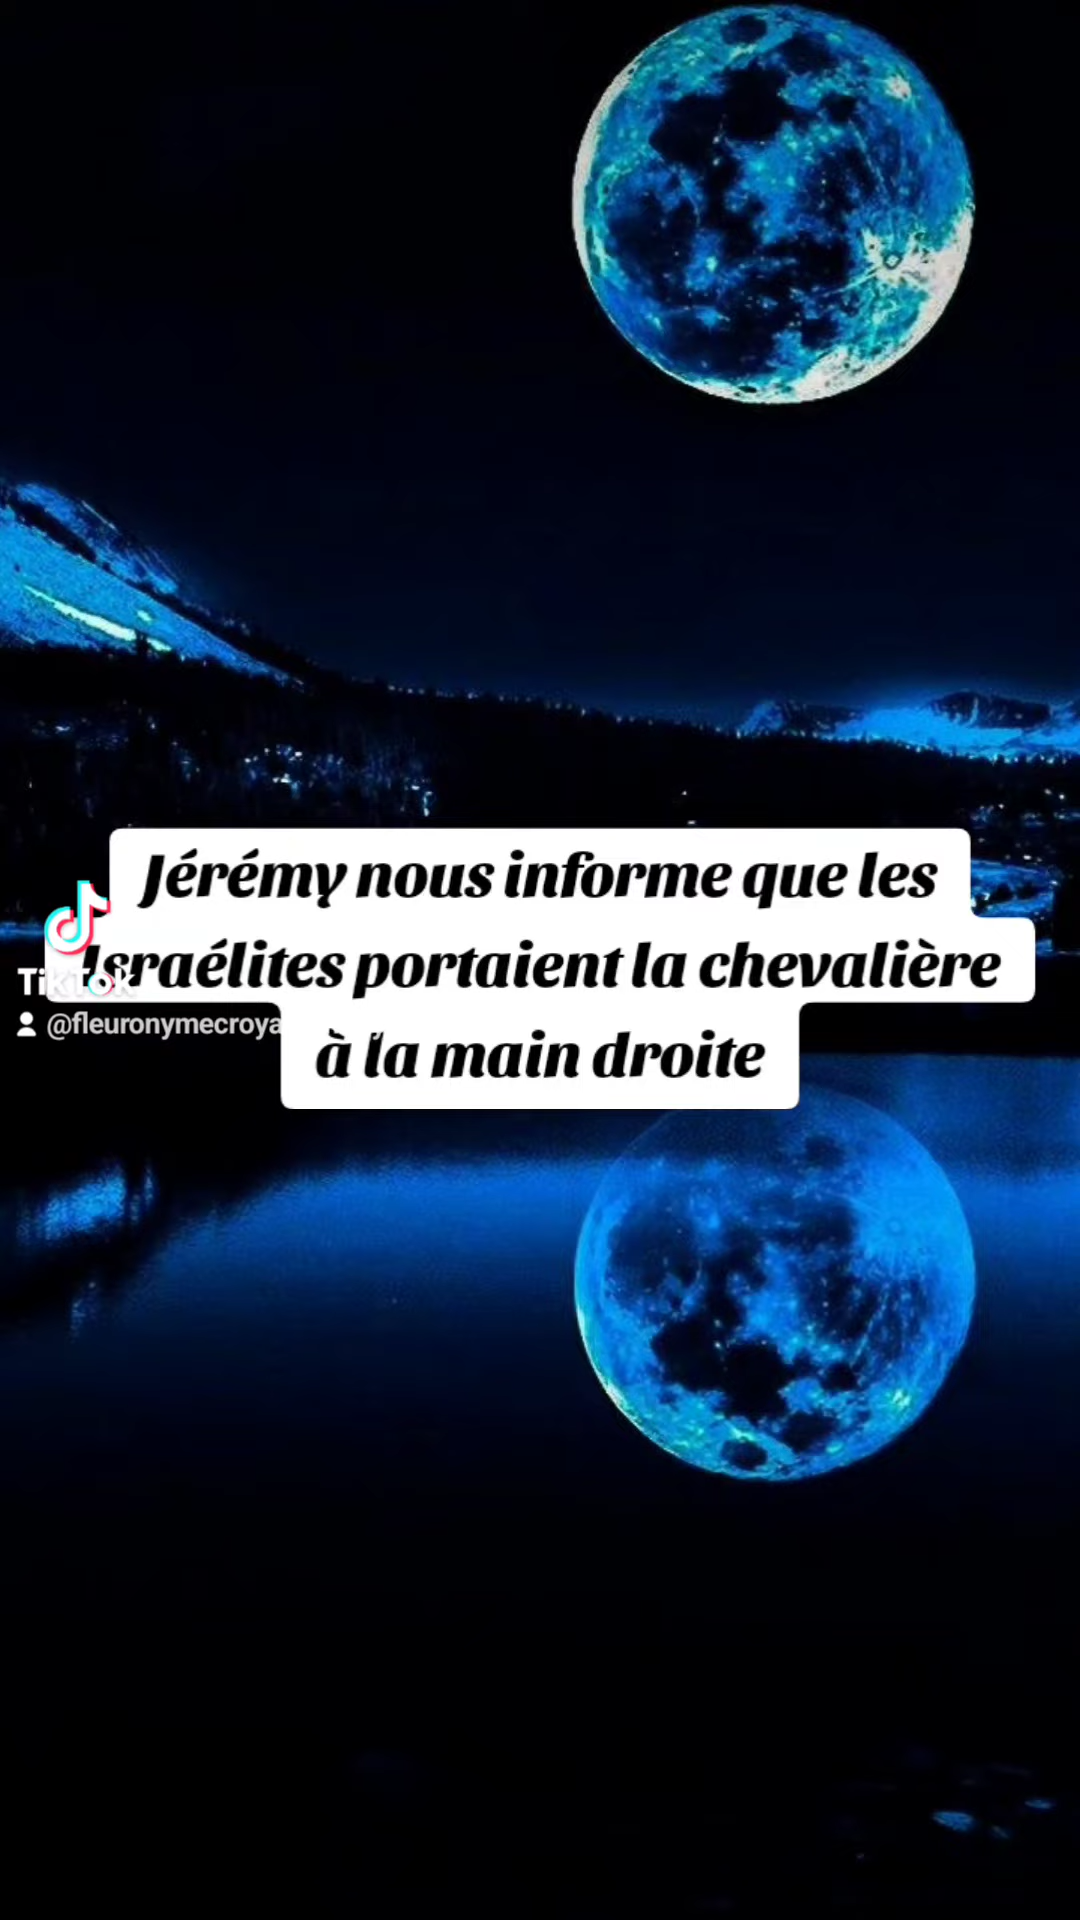 Jérémy nous informe que les
Israélites portaient la chevalière
à la main droite
TikTok
@fleuronymecroya